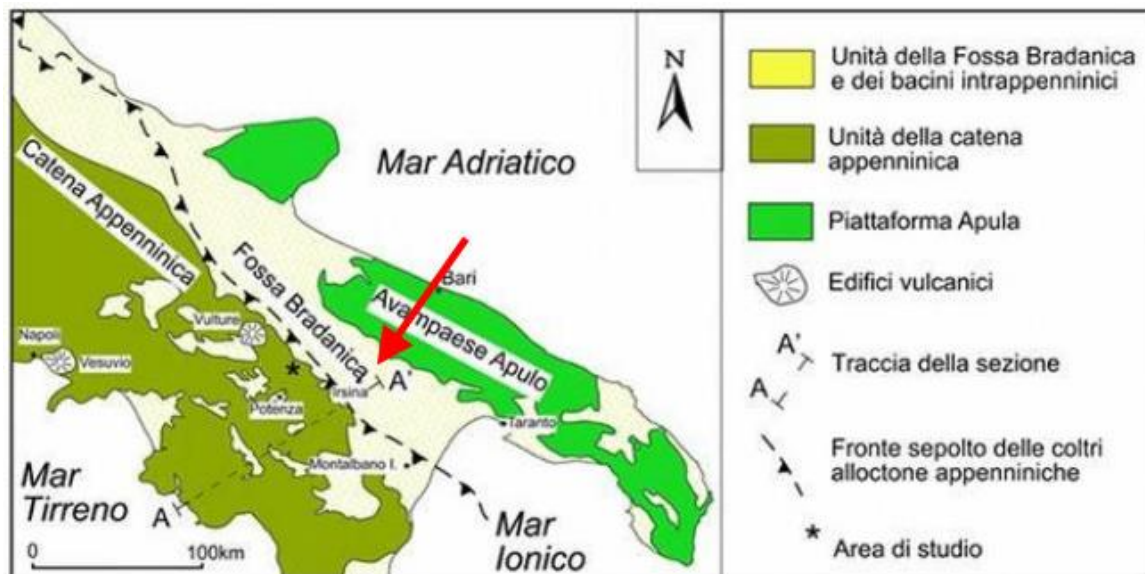 Mar Adriatico
Catena Appenninica
Fossa Bradanica
Bari
Avampaese Apulo
Vulture
Napoli
Vesuvio
A'
Irsina
Potenza
Taranto
Montalbano I.
Mar
Tirreno
A
Mar
Ionico
0
100km
N
Unità della Fossa Bradanica
e dei bacini intrappenninici
Unità della catena
appenninica
Piattaforma Apula
Edifici vulcanici
A'
A
Traccia della sezione
Fronte sepolto delle coltri
alloctone appenniniche
* Area di studio